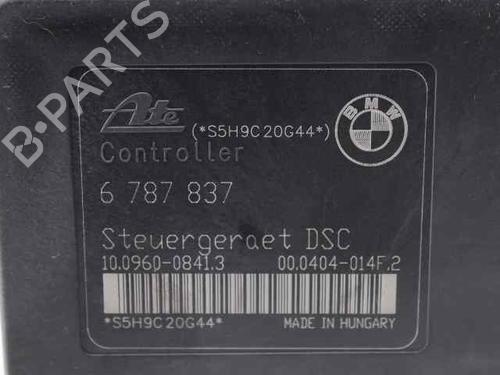 B-PARTS
Ate
(*S5H9C20G44*)
BMW
Controller
6 787 837
Steuergeraet DSC
10.0960-0841.3 00.0404-014F.2
*S5H9C20G44* MADE IN HUNGARY